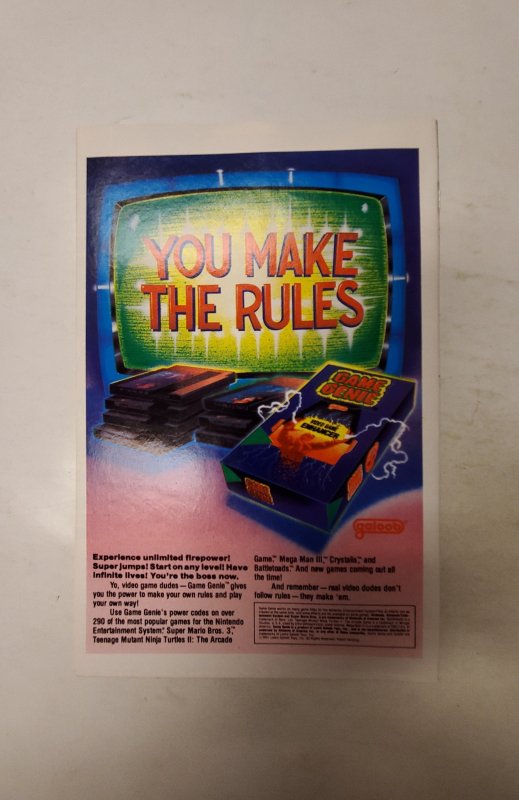 YOU MAKE
THE RULES
GAME
GENIE
VIDEO GAME
ENHANCER
galoob
Experience unlimited firepower!
Super jumps! Start on any level! Have
infinite lives! You're the boss now.
Yo, video game dudes — Game Genie™ gives
you the power to make your own rules and play
your own way!
Use Game Genie's power codes on over
290 of the most popular games for the Nintendo
Entertainment System.® Super Mario Bros. 3,™
Teenage Mutant Ninja Turtles II: The Arcade
Game,™ Mega Man III,™ Crystalis,™ and
Battletoads.™ And new games coming out all
the time!
And remember — real video dudes don't
follow rules — they make 'em.